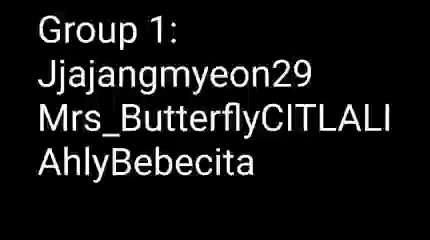 Group 1:
Jjajangmyeon29
Mrs_ButterflyCITLALI
AhlyBebecita